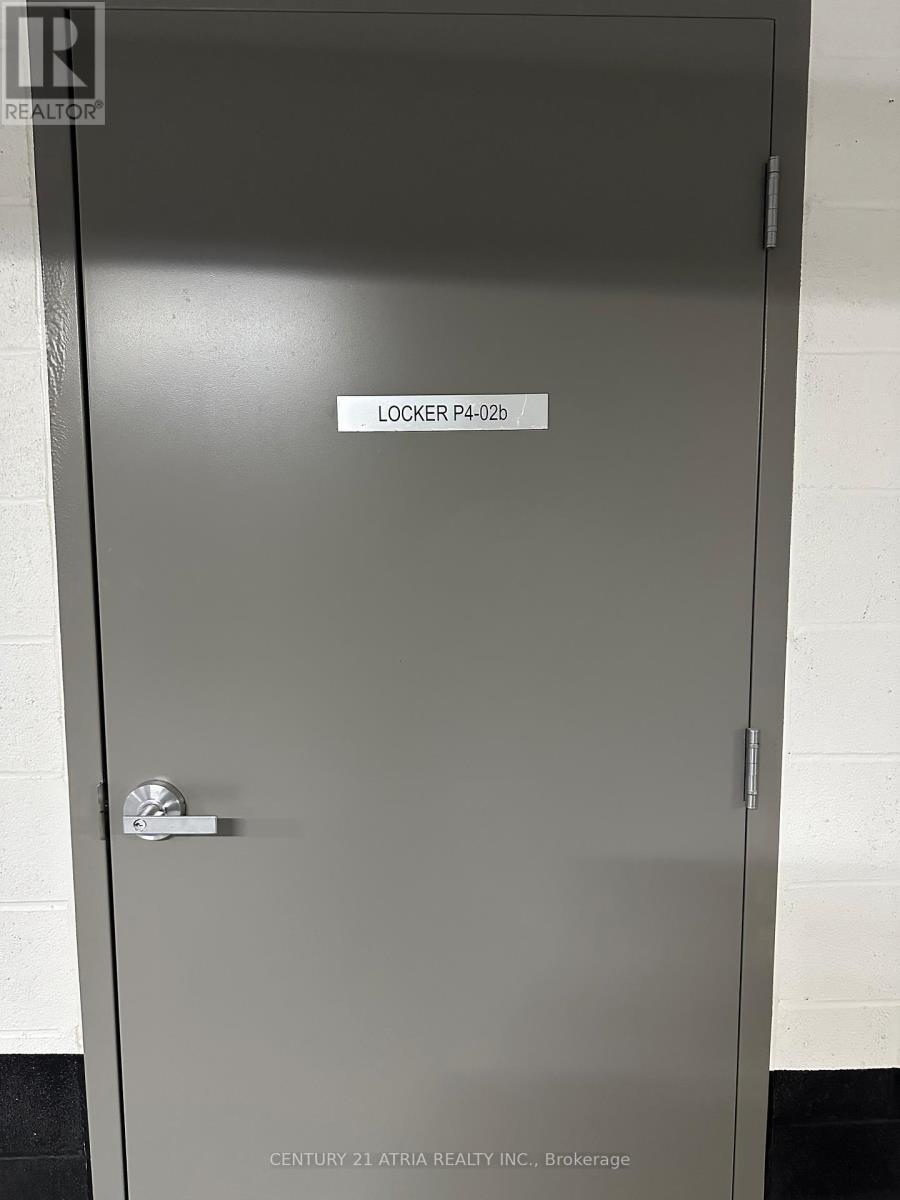 R
REALTOR®
LOCKER P4-02b
CENTURY 21 ATRIA REALTY INC., Brokerage